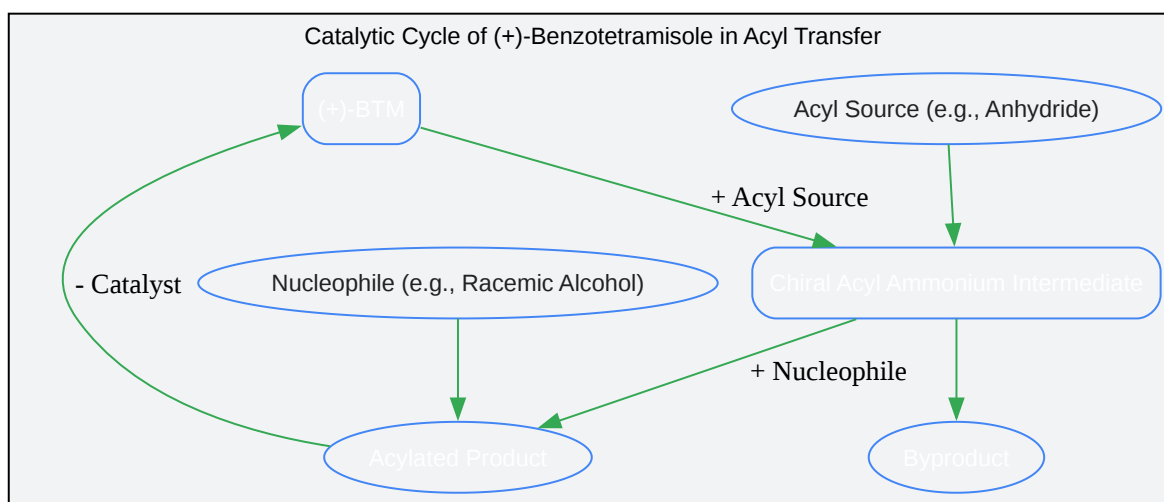 Catalytic Cycle of (+)-Benzotetramisole in Acyl Transfer
(+)-BTM
Acyl Source (e.g., Anhydride)
+ Acyl Source
- Catalyst
Nucleophile (e.g., Racemic Alcohol)
Chiral Acyl Ammonium Intermediate
+ Nucleophile
Acylated Product
Byproduct